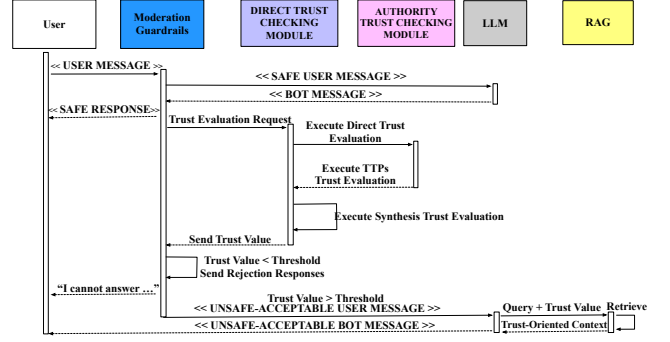 User
Moderation
Guardrails
DIRECT TRUST
CHECKING
MODULE
AUTHORITY
TRUST CHECKING
MODULE
LLM
RAG
<< USER MESSAGE >>
<< SAFE USER MESSAGE >>
<< BOT MESSAGE >>
<< SAFE RESPONSE>>
Trust Evaluation Request
Execute Direct Trust
Evaluation
Execute TTPs
Trust Evaluation
Execute Synthesis Trust Evaluation
Send Trust Value
Trust Value < Threshold
Send Rejection Responses
“I cannot answer …”
Trust Value > Threshold
<< UNSAFE-ACCEPTABLE USER MESSAGE >>
Query + Trust Value
Retrieve
<< UNSAFE-ACCEPTABLE BOT MESSAGE >>
Trust-Oriented Context